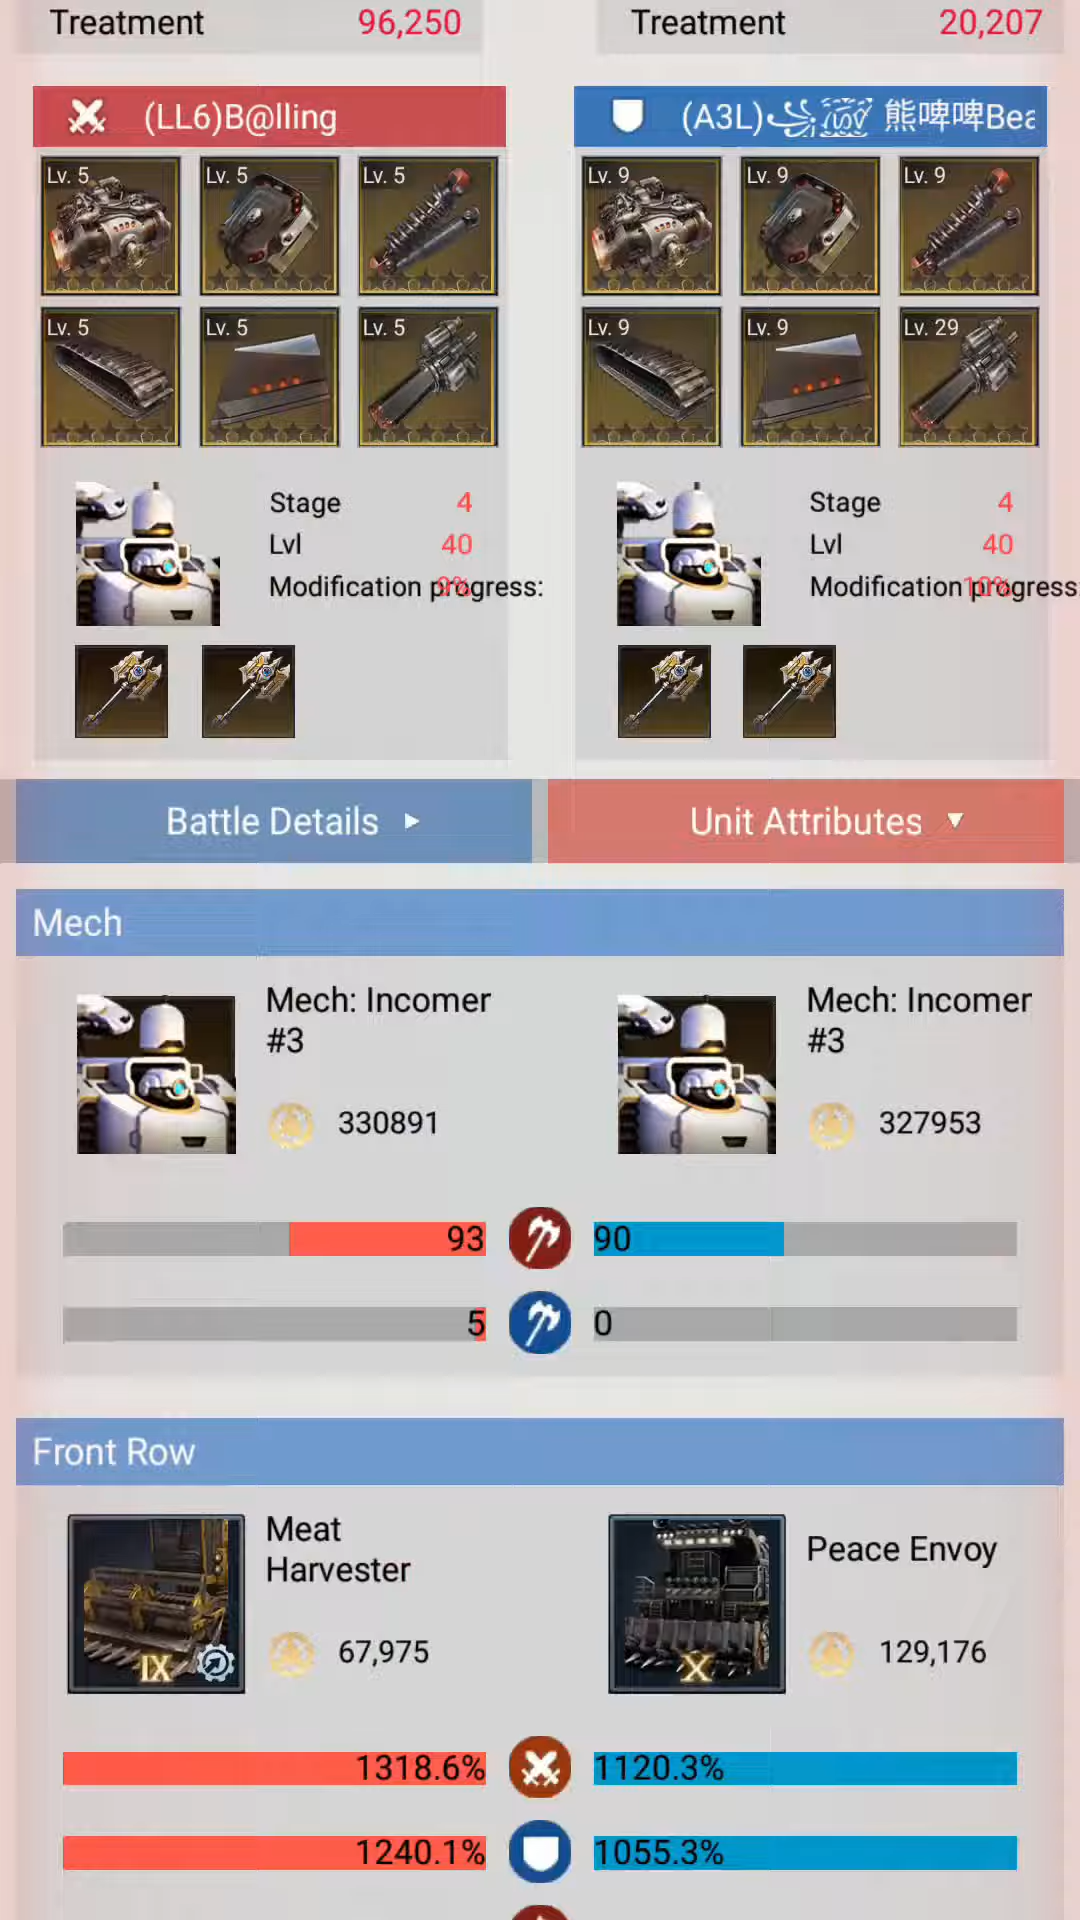 Treatment 96,250 Treatment 20,207
(LL6)B@lling (A3L) 熊啤啤Bea
Lv. 5 Lv. 5 Lv. 5 Lv. 9 Lv. 9 Lv. 9
Lv. 5 Lv. 5 Lv. 5 Lv. 9 Lv. 9 Lv. 29
Stage 4 Stage 4
Lvl 40 Lvl 40
Modification progress: 9% Modification progress: 10%
Battle Details Unit Attributes
Mech
Mech: Incomer Mech: Incomer
#3 #3
330891 327953
93 90
5 0
Front Row
Meat
Harvester Peace Envoy
IX 67,975 X 129,176
1318.6% 1120.3%
1240.1% 1055.3%